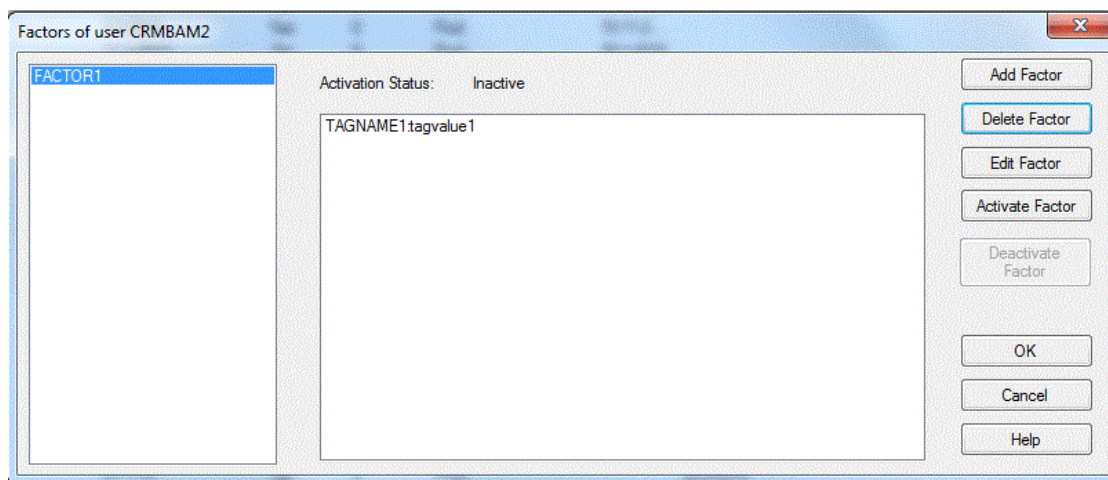 Factors of user CRMBAM2
FACTOR1
Activation Status: Inactive
TAGNAME1:tagvalue1
Add Factor
Delete Factor
Edit Factor
Activate Factor
Deactivate
Factor
OK
Cancel
Help